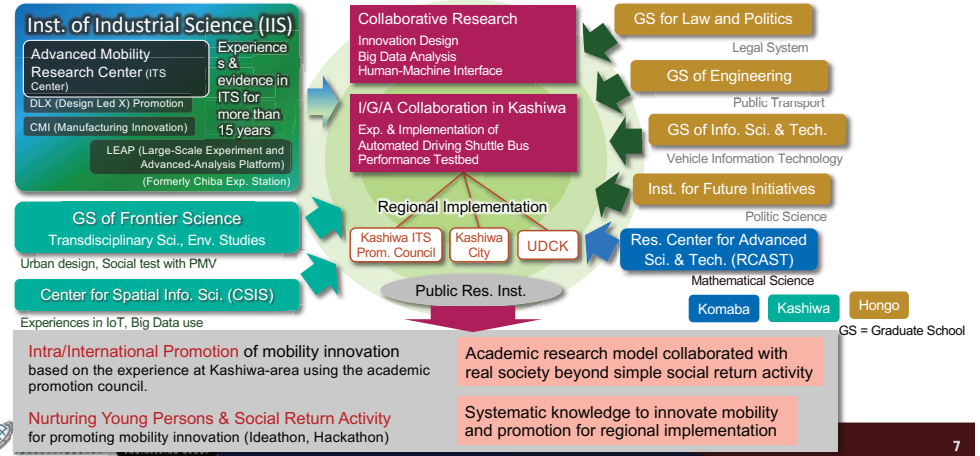 Inst. of Industrial Science (IIS)
Advanced Mobility
Research Center (ITS
Center)
DLX (Design Led X) Promotion
CMI (Manufacturing Innovation)
Experience
s &
evidence in
ITS for
more than
15 years
LEAP (Large-Scale Experiment and
Advanced-Analysis Platform)
(Formerly Chiba Exp. Station)
GS of Frontier Science
Transdisciplinary Sci., Env. Studies
Urban design, Social test with PMV
Center for Spatial Info. Sci. (CSIS)
Experiences in IoT, Big Data use
Collaborative Research
Innovation Design
Big Data Analysis
Human-Machine Interface
I/G/A Collaboration in Kashiwa
Exp. & Implementation of
Automated Driving Shuttle Bus
Performance Testbed
Regional Implementation
Kashiwa ITS
Prom. Council
Kashiwa
City
UDCK
Public Res. Inst.
GS for Law and Politics
Legal System
GS of Engineering
Public Transport
GS of Info. Sci. & Tech.
Vehicle Information Technology
Inst. for Future Initiatives
Politic Science
Res. Center for Advanced
Sci. & Tech. (RCAST)
Mathematical Science
Komaba
Kashiwa
Hongo
GS = Graduate School
Intra/International Promotion of mobility innovation
based on the experience at Kashiwa-area using the academic
promotion council.
Nurturing Young Persons & Social Return Activity
for promoting mobility innovation (Ideathon, Hackathon)
Academic research model collaborated with
real society beyond simple social return activity
Systematic knowledge to innovate mobility
and promotion for regional implementation
7